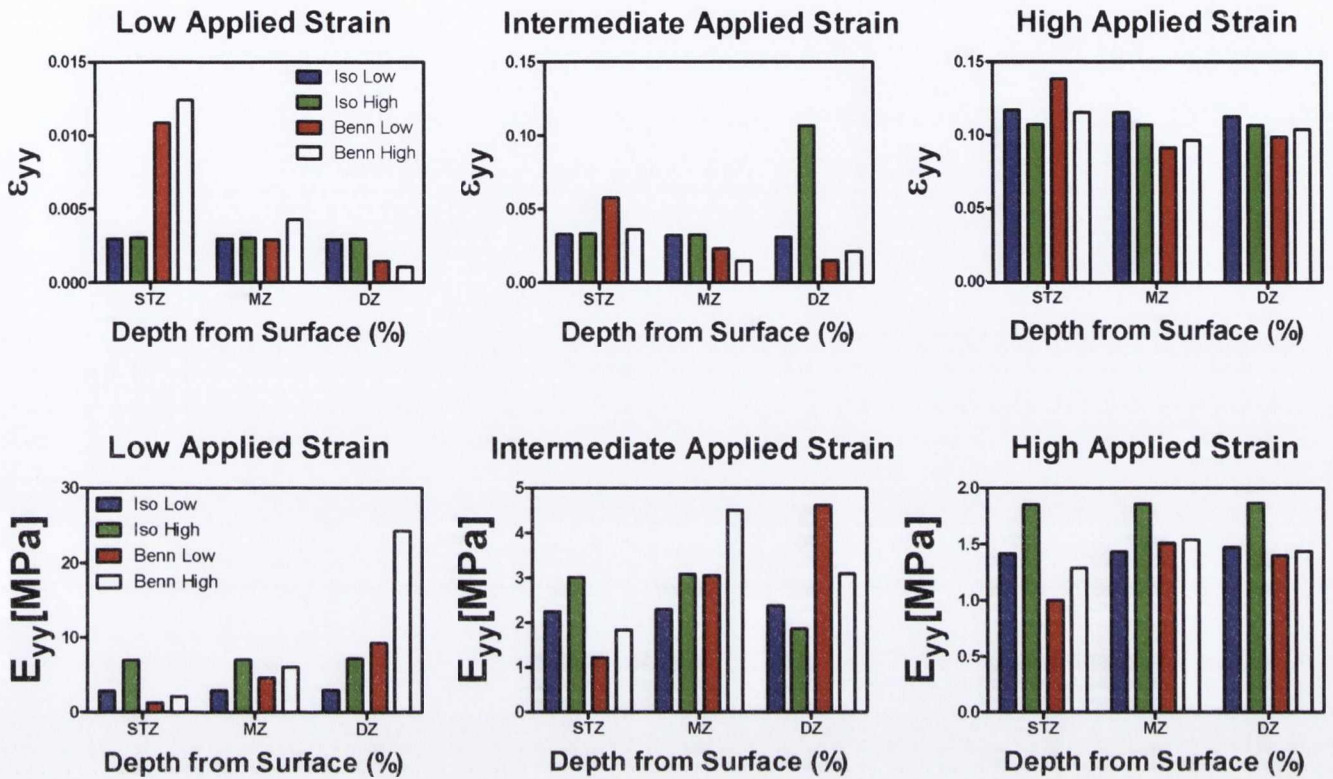 Low Applied Strain
0.015
0.010
0.005
0.000
εyy
Iso Low
Iso High
Benn Low
Benn High
STZ MZ DZ
Depth from Surface (%)
Intermediate Applied Strain
0.15
0.10
0.05
0.00
εyy
STZ MZ DZ
Depth from Surface (%)
High Applied Strain
0.15
0.10
0.05
0.00
εyy
STZ MZ DZ
Depth from Surface (%)
Low Applied Strain
30
20
10
0
Eyy[MPa]
Iso Low
Iso High
Benn Low
Benn High
STZ MZ DZ
Depth from Surface (%)
Intermediate Applied Strain
5
4
3
2
1
0
Eyy[MPa]
STZ MZ DZ
Depth from Surface (%)
High Applied Strain
2.0
1.5
1.0
0.5
0.0
Eyy[MPa]
STZ MZ DZ
Depth from Surface (%)